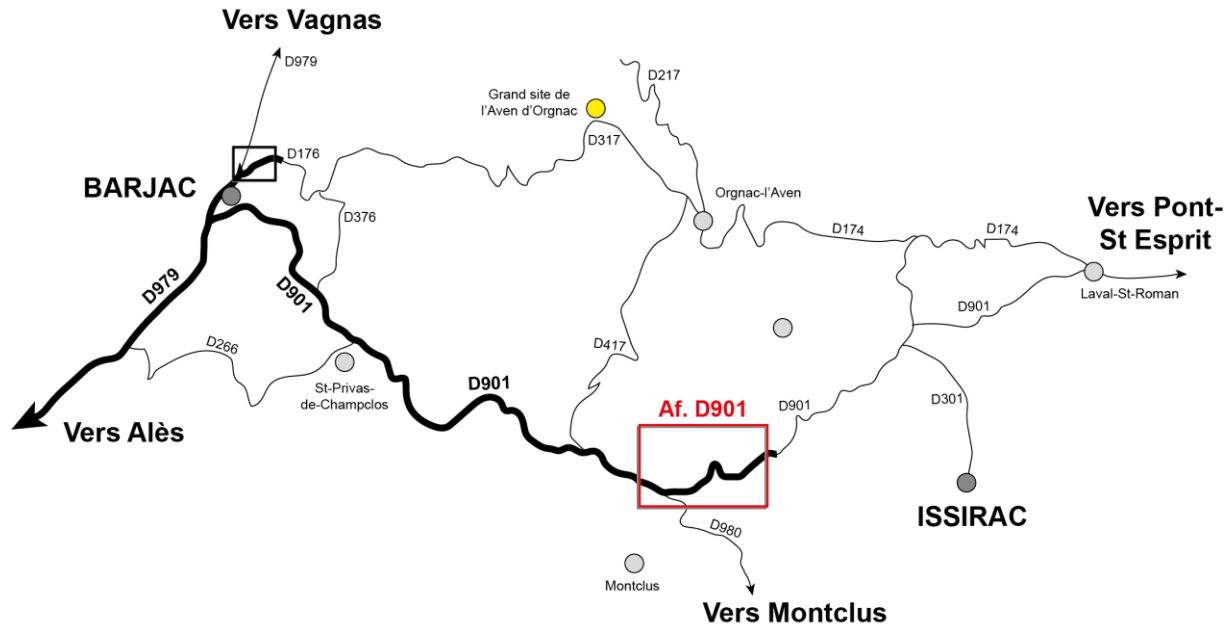 Vers Vagnas
D979
D217
Grand site de
l'Aven d'Orgnac
D317
D176
BARJAC
D376
Orgnac-l'Aven
D174
D174
Vers Pont-
St Esprit
Laval-St-Roman
D979
D901
D901
D266
St-Privas-
de-Champclos
D417
D901
Af. D901
D901
D301
Vers Alès
ISSIRAC
D980
Montclus
Vers Montclus